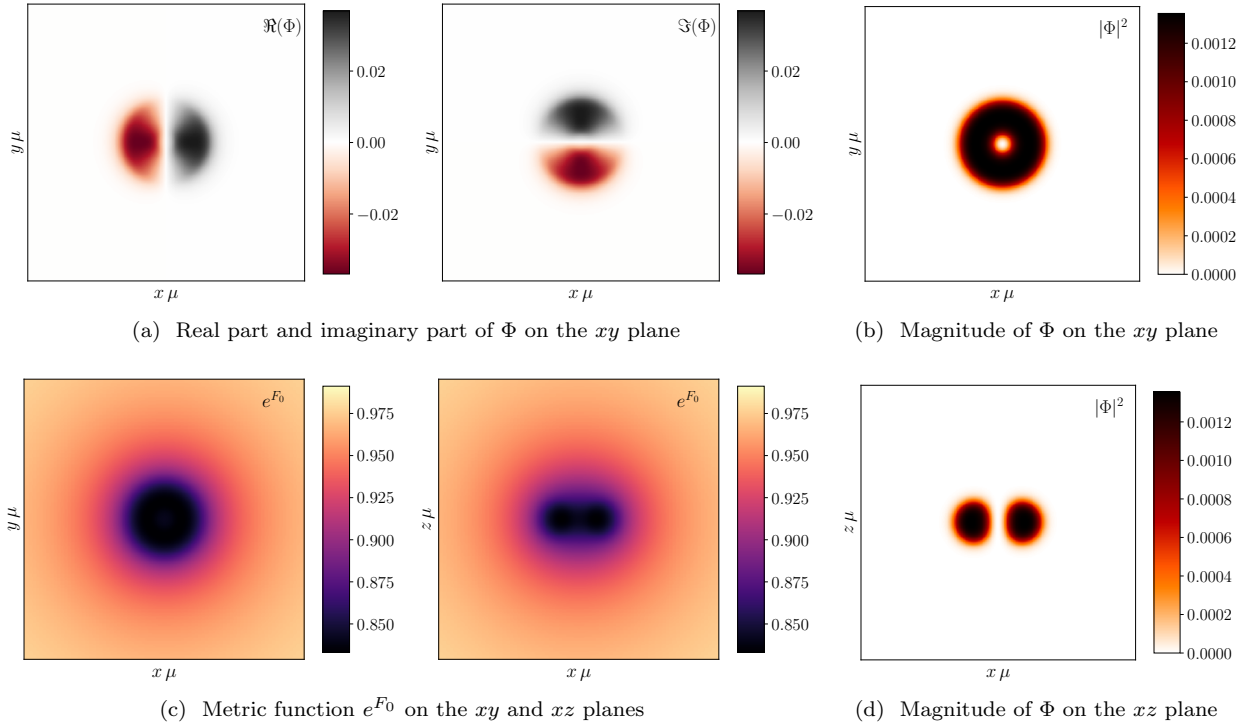 ℜ(Φ)
0.02
0.00
−0.02
y μ
x μ
ℑ(Φ)
0.02
0.00
−0.02
y μ
x μ
(a) Real part and imaginary part of Φ on the xy plane
|Φ|²
0.0012
0.0010
0.0008
0.0006
0.0004
0.0002
0.0000
y μ
x μ
(b) Magnitude of Φ on the xy plane
e^{F₀}
0.975
0.950
0.925
0.900
0.875
0.850
y μ
x μ
e^{F₀}
0.975
0.950
0.925
0.900
0.875
0.850
z μ
x μ
(c) Metric function e^{F₀} on the xy and xz planes
|Φ|²
0.0012
0.0010
0.0008
0.0006
0.0004
0.0002
0.0000
z μ
x μ
(d) Magnitude of Φ on the xz plane